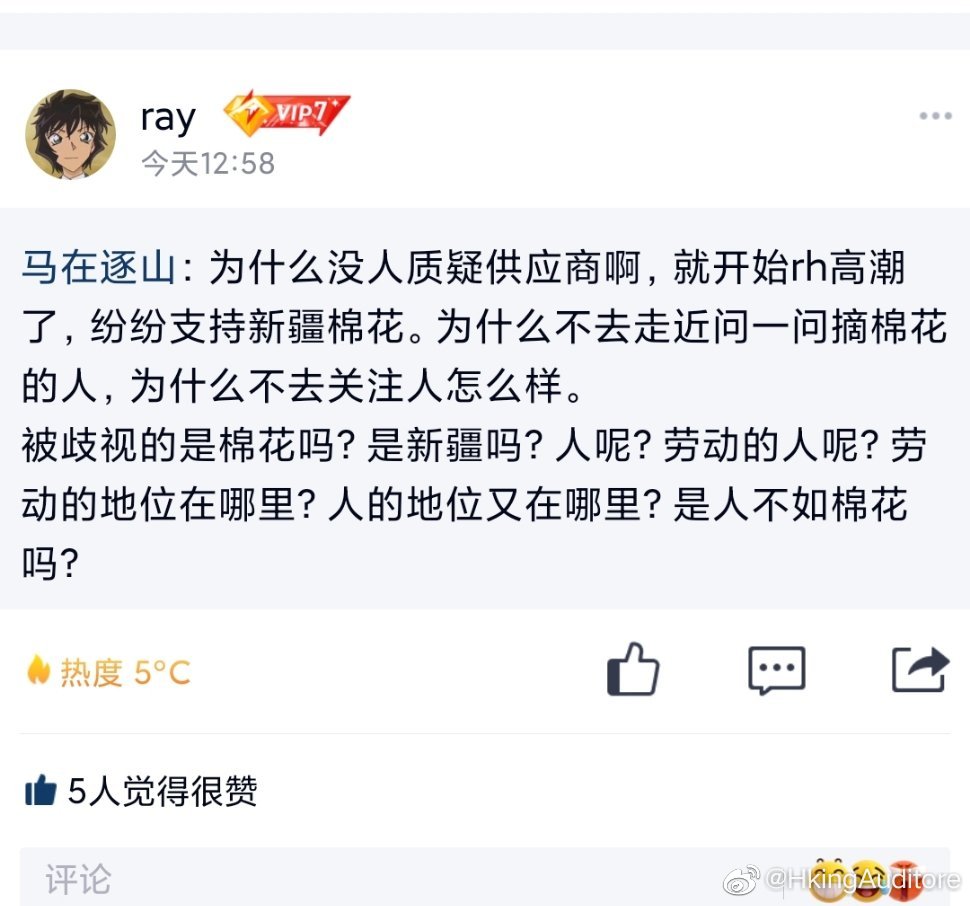 ray VIP7
今天12:58
马在逐山：为什么没人质疑供应商啊，就开始rh高潮
了，纷纷支持新疆棉花。为什么不去走近问一问摘棉花
的人，为什么不去关注人怎么样。
被歧视的是棉花吗？是新疆吗？人呢？劳动的人呢？劳
动的地位在哪里？人的地位又在哪里？是人不如棉花
吗？
热度 5°C
5人觉得很赞
评论
@HkingAuditore